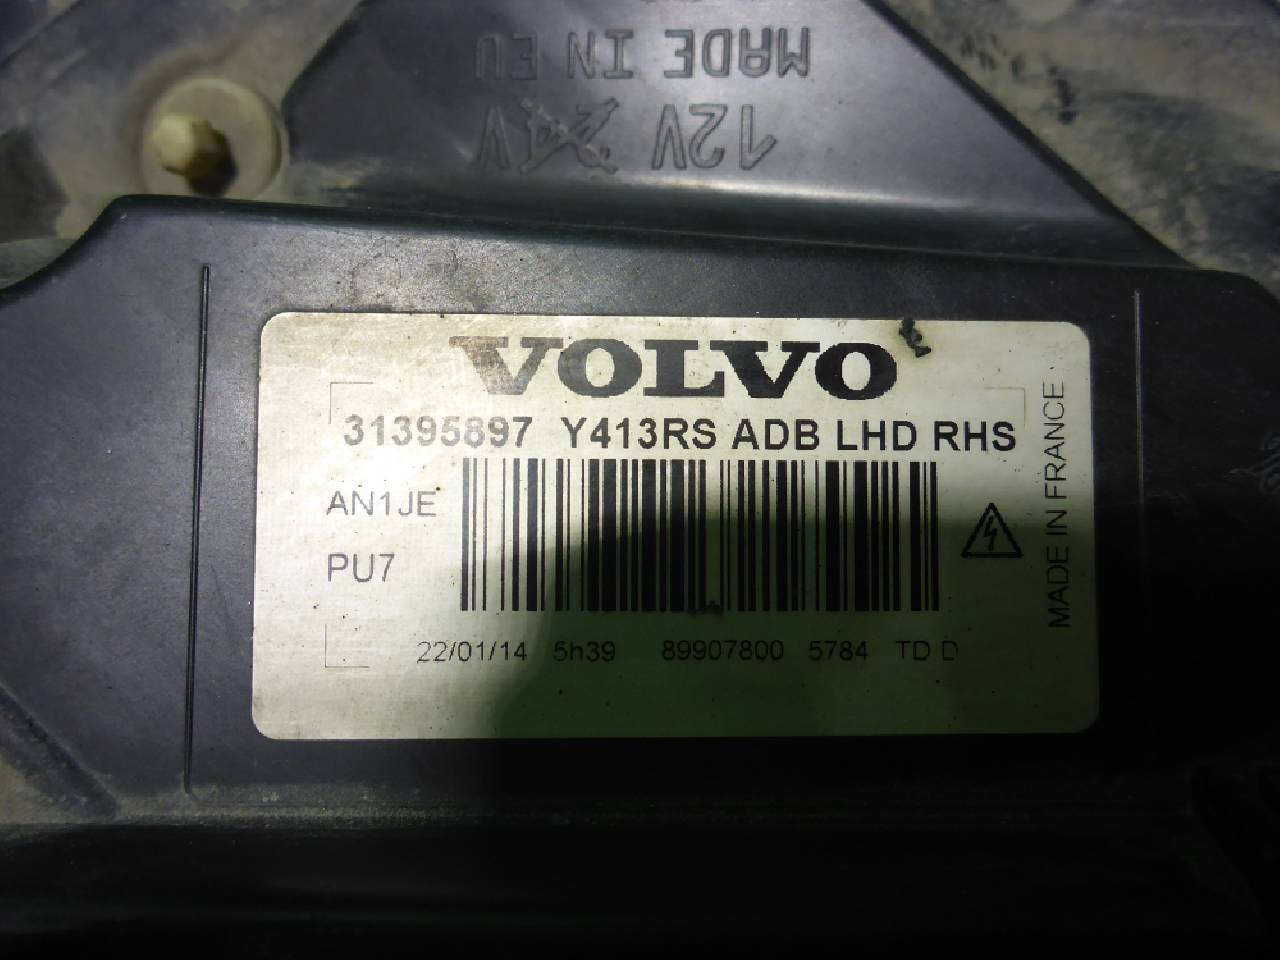 MADE IN EU
12V 24V
VOLVO
31395897 Y413RS ADB LHD RHS
AN1JE
PU7
22/01/14 5h39 89907800 5784 TD D
MADE IN FRANCE